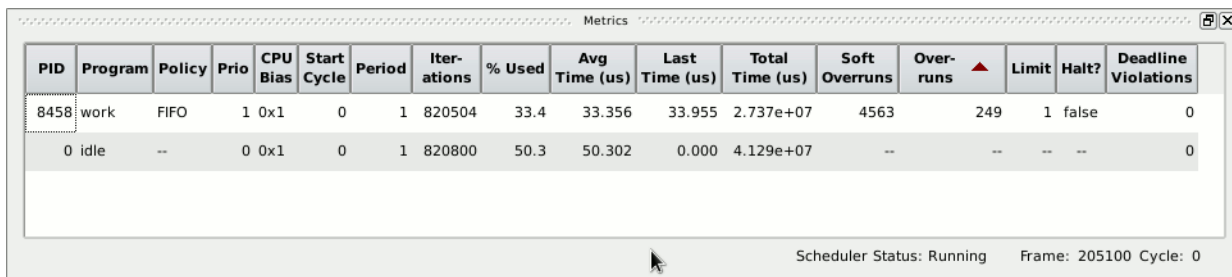 Metrics
PID Program Policy Prio CPU Bias Start Cycle Period Iter-ations % Used Avg Time (us) Last Time (us) Total Time (us) Soft Overruns Over-runs Limit Halt? Deadline Violations
8458 work FIFO 1 0x1 0 1 820504 33.4 33.356 33.955 2.737e+07 4563 249 1 false 0
0 idle -- 0 0x1 0 1 820800 50.3 50.302 0.000 4.129e+07 -- -- -- -- 0
Scheduler Status: Running Frame: 205100 Cycle: 0